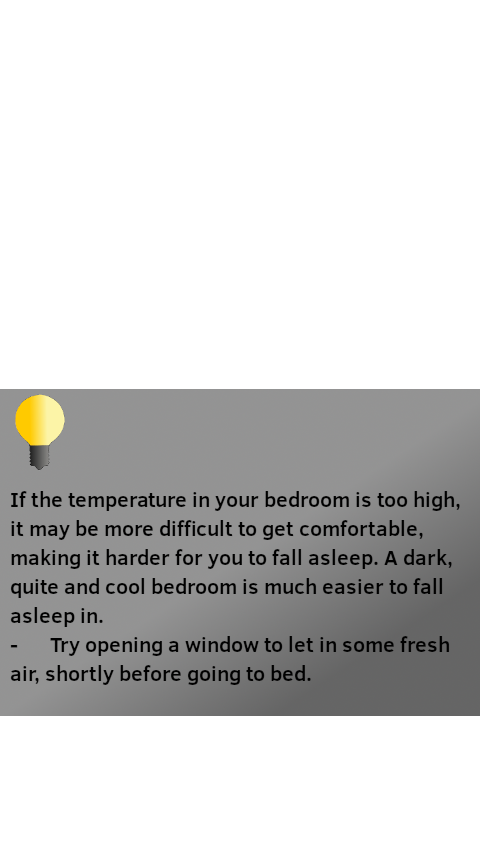 If the temperature in your bedroom is too high,
it may be more difficult to get comfortable,
making it harder for you to fall asleep. A dark,
quite and cool bedroom is much easier to fall
asleep in.
-	Try opening a window to let in some fresh
air, shortly before going to bed.